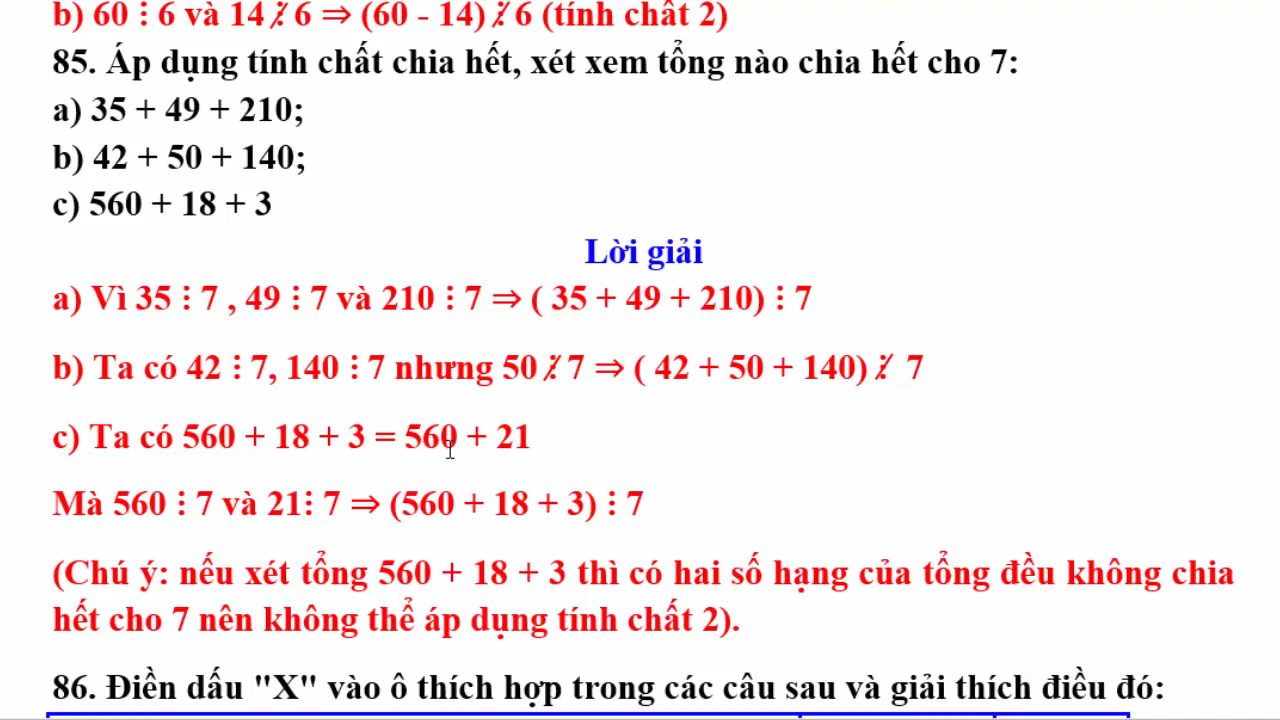 b) 60 ⋮ 6 và 14 ⋮̸ 6 ⇒ (60 - 14) ⋮̸ 6 (tính chất 2)
85. Áp dụng tính chất chia hết, xét xem tổng nào chia hết cho 7:
a) 35 + 49 + 210;
b) 42 + 50 + 140;
c) 560 + 18 + 3
Lời giải
a) Vì 35 ⋮ 7 , 49 ⋮ 7 và 210 ⋮ 7 ⇒ ( 35 + 49 + 210) ⋮ 7
b) Ta có 42 ⋮ 7, 140 ⋮ 7 nhưng 50 ⋮̸ 7 ⇒ ( 42 + 50 + 140) ⋮̸ 7
c) Ta có 560 + 18 + 3 = 560 + 21
Mà 560 ⋮ 7 và 21⋮ 7 ⇒ (560 + 18 + 3) ⋮ 7
(Chú ý: nếu xét tổng 560 + 18 + 3 thì có hai số hạng của tổng đều không chia
hết cho 7 nên không thể áp dụng tính chất 2).
86. Điền dấu "X" vào ô thích hợp trong các câu sau và giải thích điều đó: